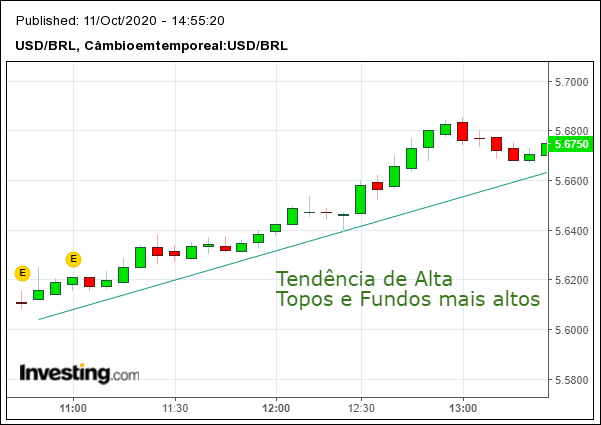 Published: 11/Oct/2020 - 14:55:20
USD/BRL, Câmbioemtemporeal:USD/BRL
5.7000
5.6800
5.6750
5.6600
5.6400
E
E
5.6200
Tendência de Alta
Topos e Fundos mais altos
5.6000
Investing.com
5.5800
11:00 11:30 12:00 12:30 13:00